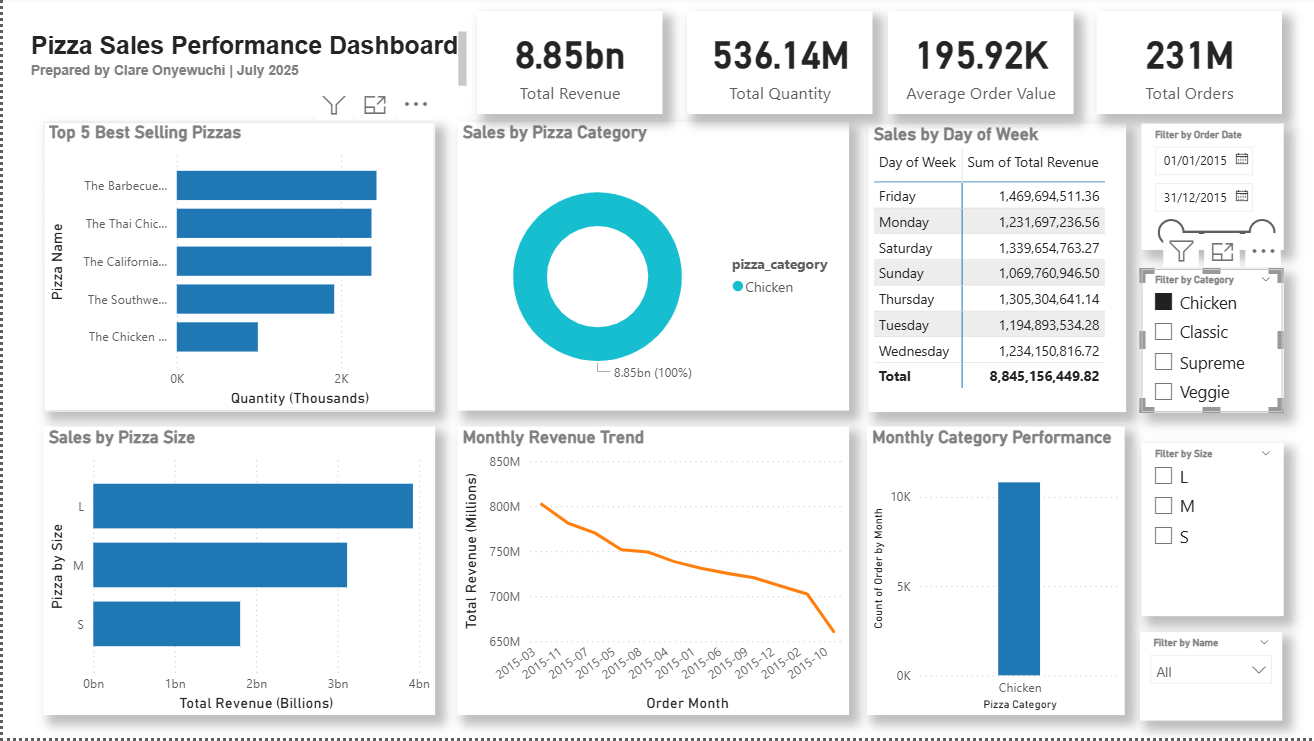 Pizza Sales Performance Dashboard
Prepared by Clare Onyewuchi | July 2025
8.85bn
Total Revenue
536.14M
Total Quantity
195.92K
Average Order Value
231M
Total Orders
Top 5 Best Selling Pizzas
Pizza Name
The Barbecue...
The Thai Chic...
The California...
The Southwe...
The Chicken ...
0K 2K
Quantity (Thousands)
Sales by Pizza Category
pizza_category
Chicken
8.85bn (100%)
Sales by Day of Week
Day of Week Sum of Total Revenue
Friday 1,469,694,511.36
Monday 1,231,697,236.56
Saturday 1,339,654,763.27
Sunday 1,069,760,946.50
Thursday 1,305,304,641.14
Tuesday 1,194,893,534.28
Wednesday 1,234,150,816.72
Total 8,845,156,449.82
Filter by Order Date
01/01/2015
31/12/2015
Filter by Category
Chicken
Classic
Supreme
Veggie
Sales by Pizza Size
Pizza by Size
L
M
S
0bn 1bn 2bn 3bn 4bn
Total Revenue (Billions)
Monthly Revenue Trend
Total Revenue (Millions)
850M
800M
750M
700M
650M
2015-03 2015-11 2015-07 2015-05 2015-08 2015-04 2015-01 2015-06 2015-09 2015-12 2015-02 2015-10
Order Month
Monthly Category Performance
Count of Order by Month
10K
5K
0K
Chicken
Pizza Category
Filter by Size
L
M
S
Filter by Name
All